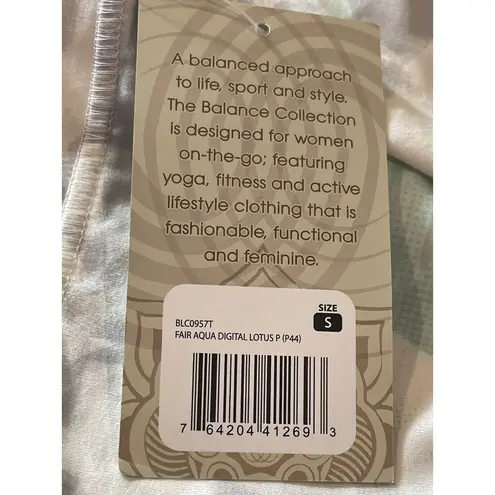 A balanced approach
to life, sport and style.
The Balance Collection
is designed for women
on-the-go; featuring
yoga, fitness and active
lifestyle clothing that is
fashionable, functional
and feminine.
SIZE
BLC0957T S
FAIR AQUA DIGITAL LOTUS P (P44)
7 64204 41269 3